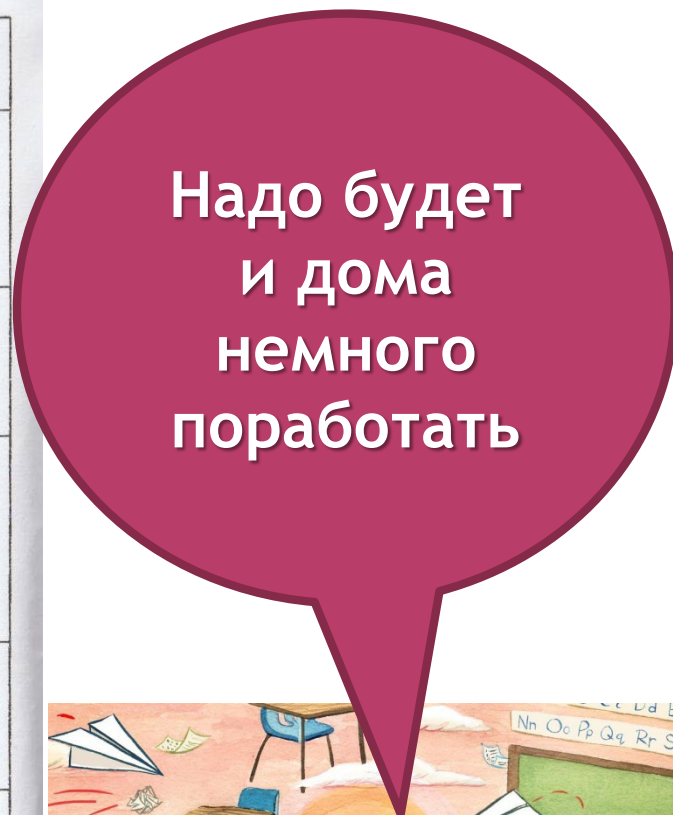 Надо будет
и дома
немного
поработать
Nn Oo Pp Qq Rr S